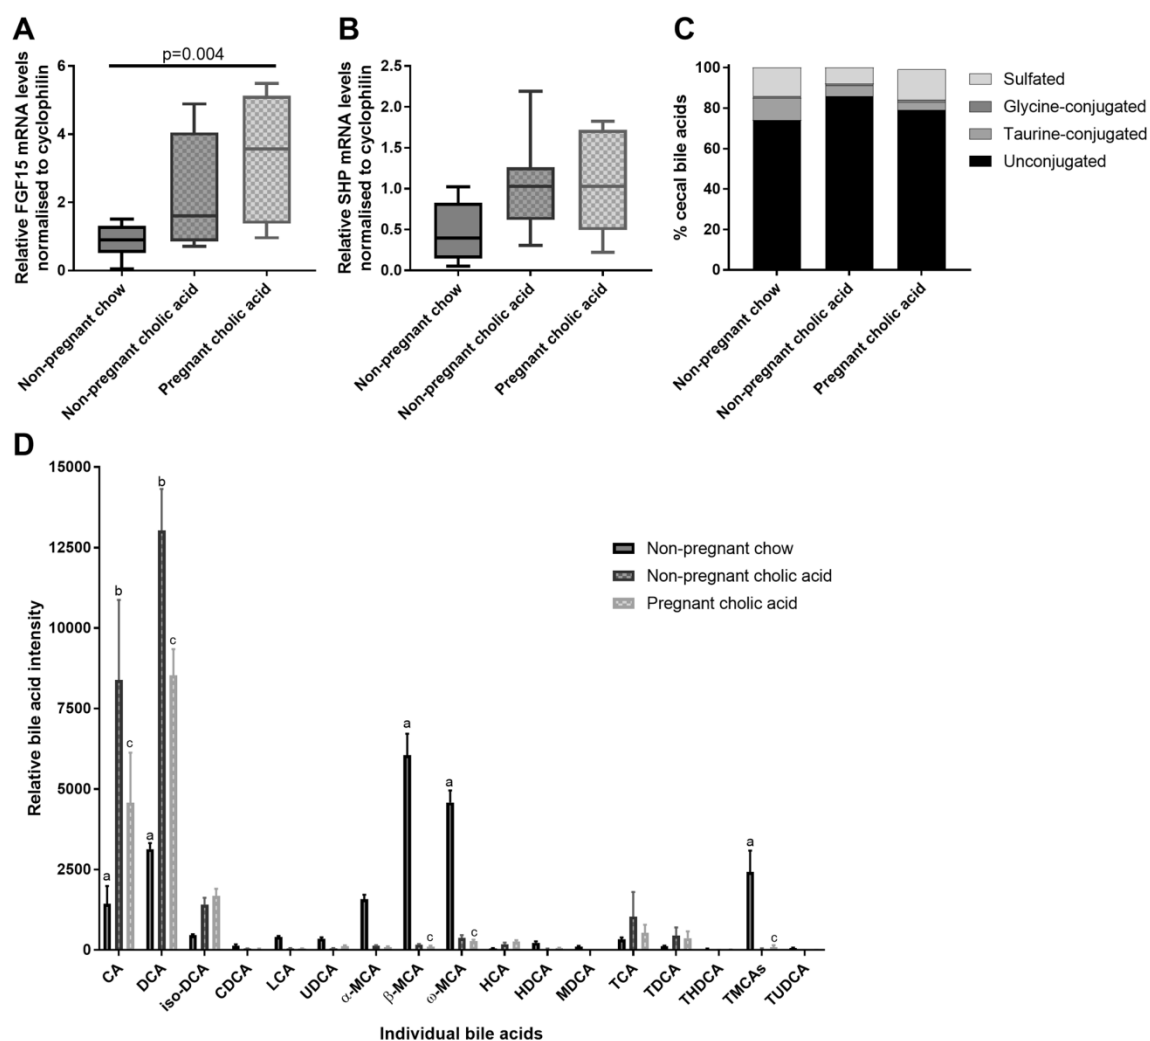 A
p=0.004
Relative FGF15 mRNA levels
normalised to cyclophilin
6
4
2
0
Non-pregnant chow
Non-pregnant cholic acid
Pregnant cholic acid
B
Relative SHP mRNA levels
normalised to cyclophilin
2.5
2.0
1.5
1.0
0.5
0.0
Non-pregnant chow
Non-pregnant cholic acid
Pregnant cholic acid
C
% cecal bile acids
100
80
60
40
20
0
Non-pregnant chow
Non-pregnant cholic acid
Pregnant cholic acid
Sulfated
Glycine-conjugated
Taurine-conjugated
Unconjugated
D
Relative bile acid intensity
15000
12500
10000
7500
5000
2500
0
a
b
c
a
b
c
a
c
a
c
a
c
Non-pregnant chow
Non-pregnant cholic acid
Pregnant cholic acid
CA
DCA
iso-DCA
CDCA
LCA
UDCA
α-MCA
β-MCA
ω-MCA
HCA
HDCA
MDCA
TCA
TDCA
THDCA
TMCAs
TUDCA
Individual bile acids